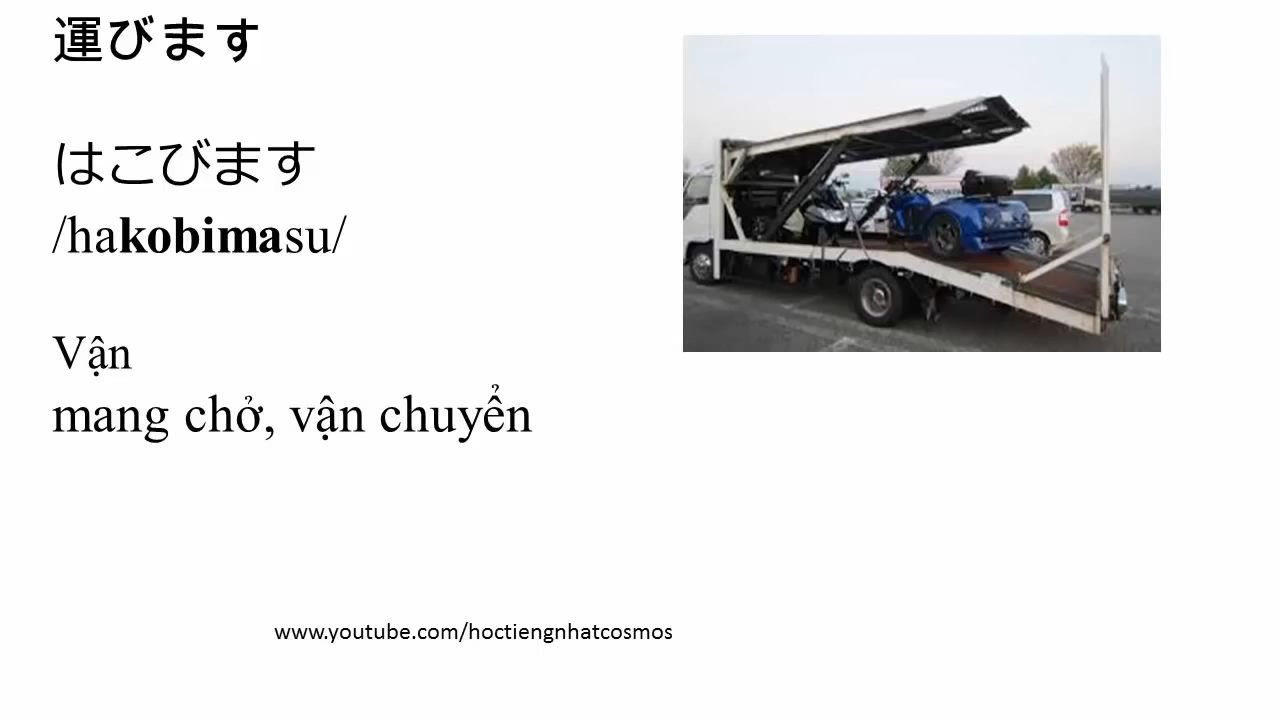 運びます
はこびます
/hakobimasu/
Vận
mang chở, vận chuyển
www.youtube.com/hoctiengnhatcosmos